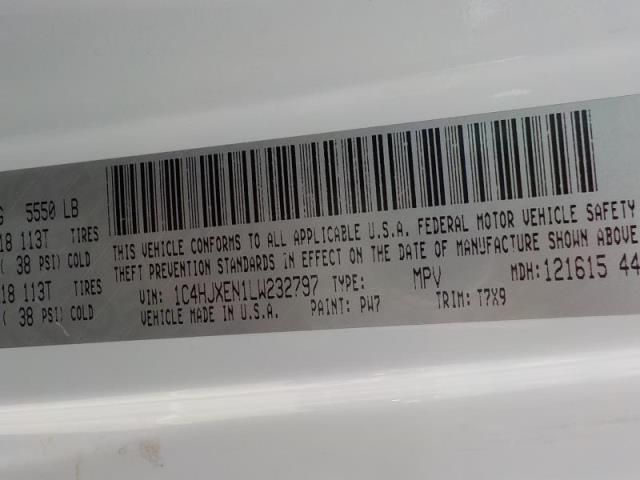 G 5550 LB
18 113T TIRES
( 38 PSI) COLD
18 113T TIRES
( 38 PSI) COLD
THIS VEHICLE CONFORMS TO ALL APPLICABLE U.S.A. FEDERAL MOTOR VEHICLE SAFETY
THEFT PREVENTION STANDARDS IN EFFECT ON THE DATE OF MANUFACTURE SHOWN ABOVE
VIN: 1C4HJXEN1LW232797 TYPE: MPV MDH: 121615 44
VEHICLE MADE IN U.S.A. PAINT: PW7 TRIM: T7X9